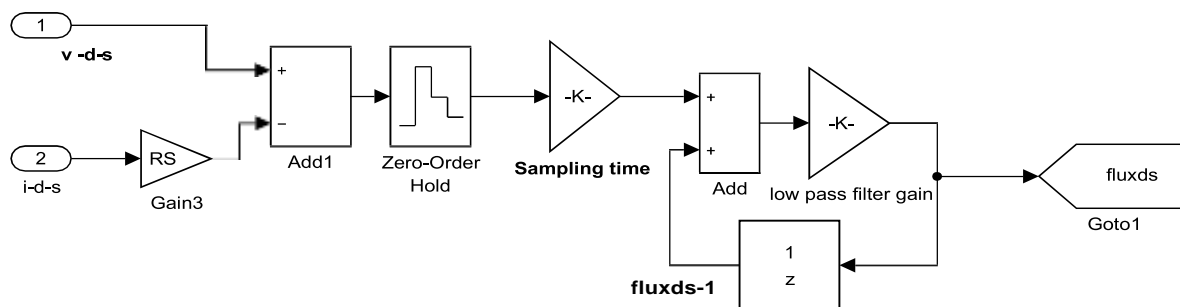 1
v -d-s
2
i-d-s
RS
Gain3
+
−
Add1
Zero-Order
Hold
-K-
Sampling time
+
+
Add
-K-
low pass filter gain
fluxds
Goto1
1
z
fluxds-1